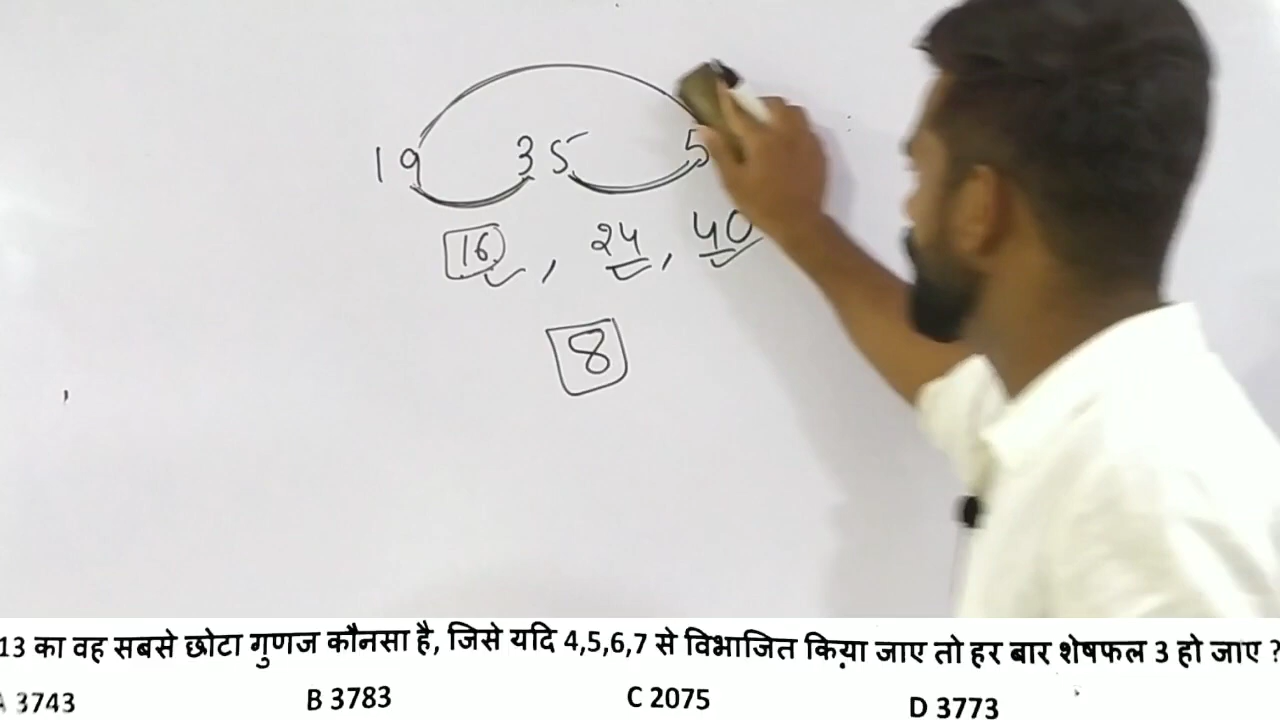 19 35 5
16 , 24 , 40
8
13 का वह सबसे छोटा गुणज कौनसा है, जिसे यदि 4,5,6,7 से विभाजित किया जाए तो हर बार शेषफल 3 हो जाए ?
A 3743 B 3783 C 2075 D 3773